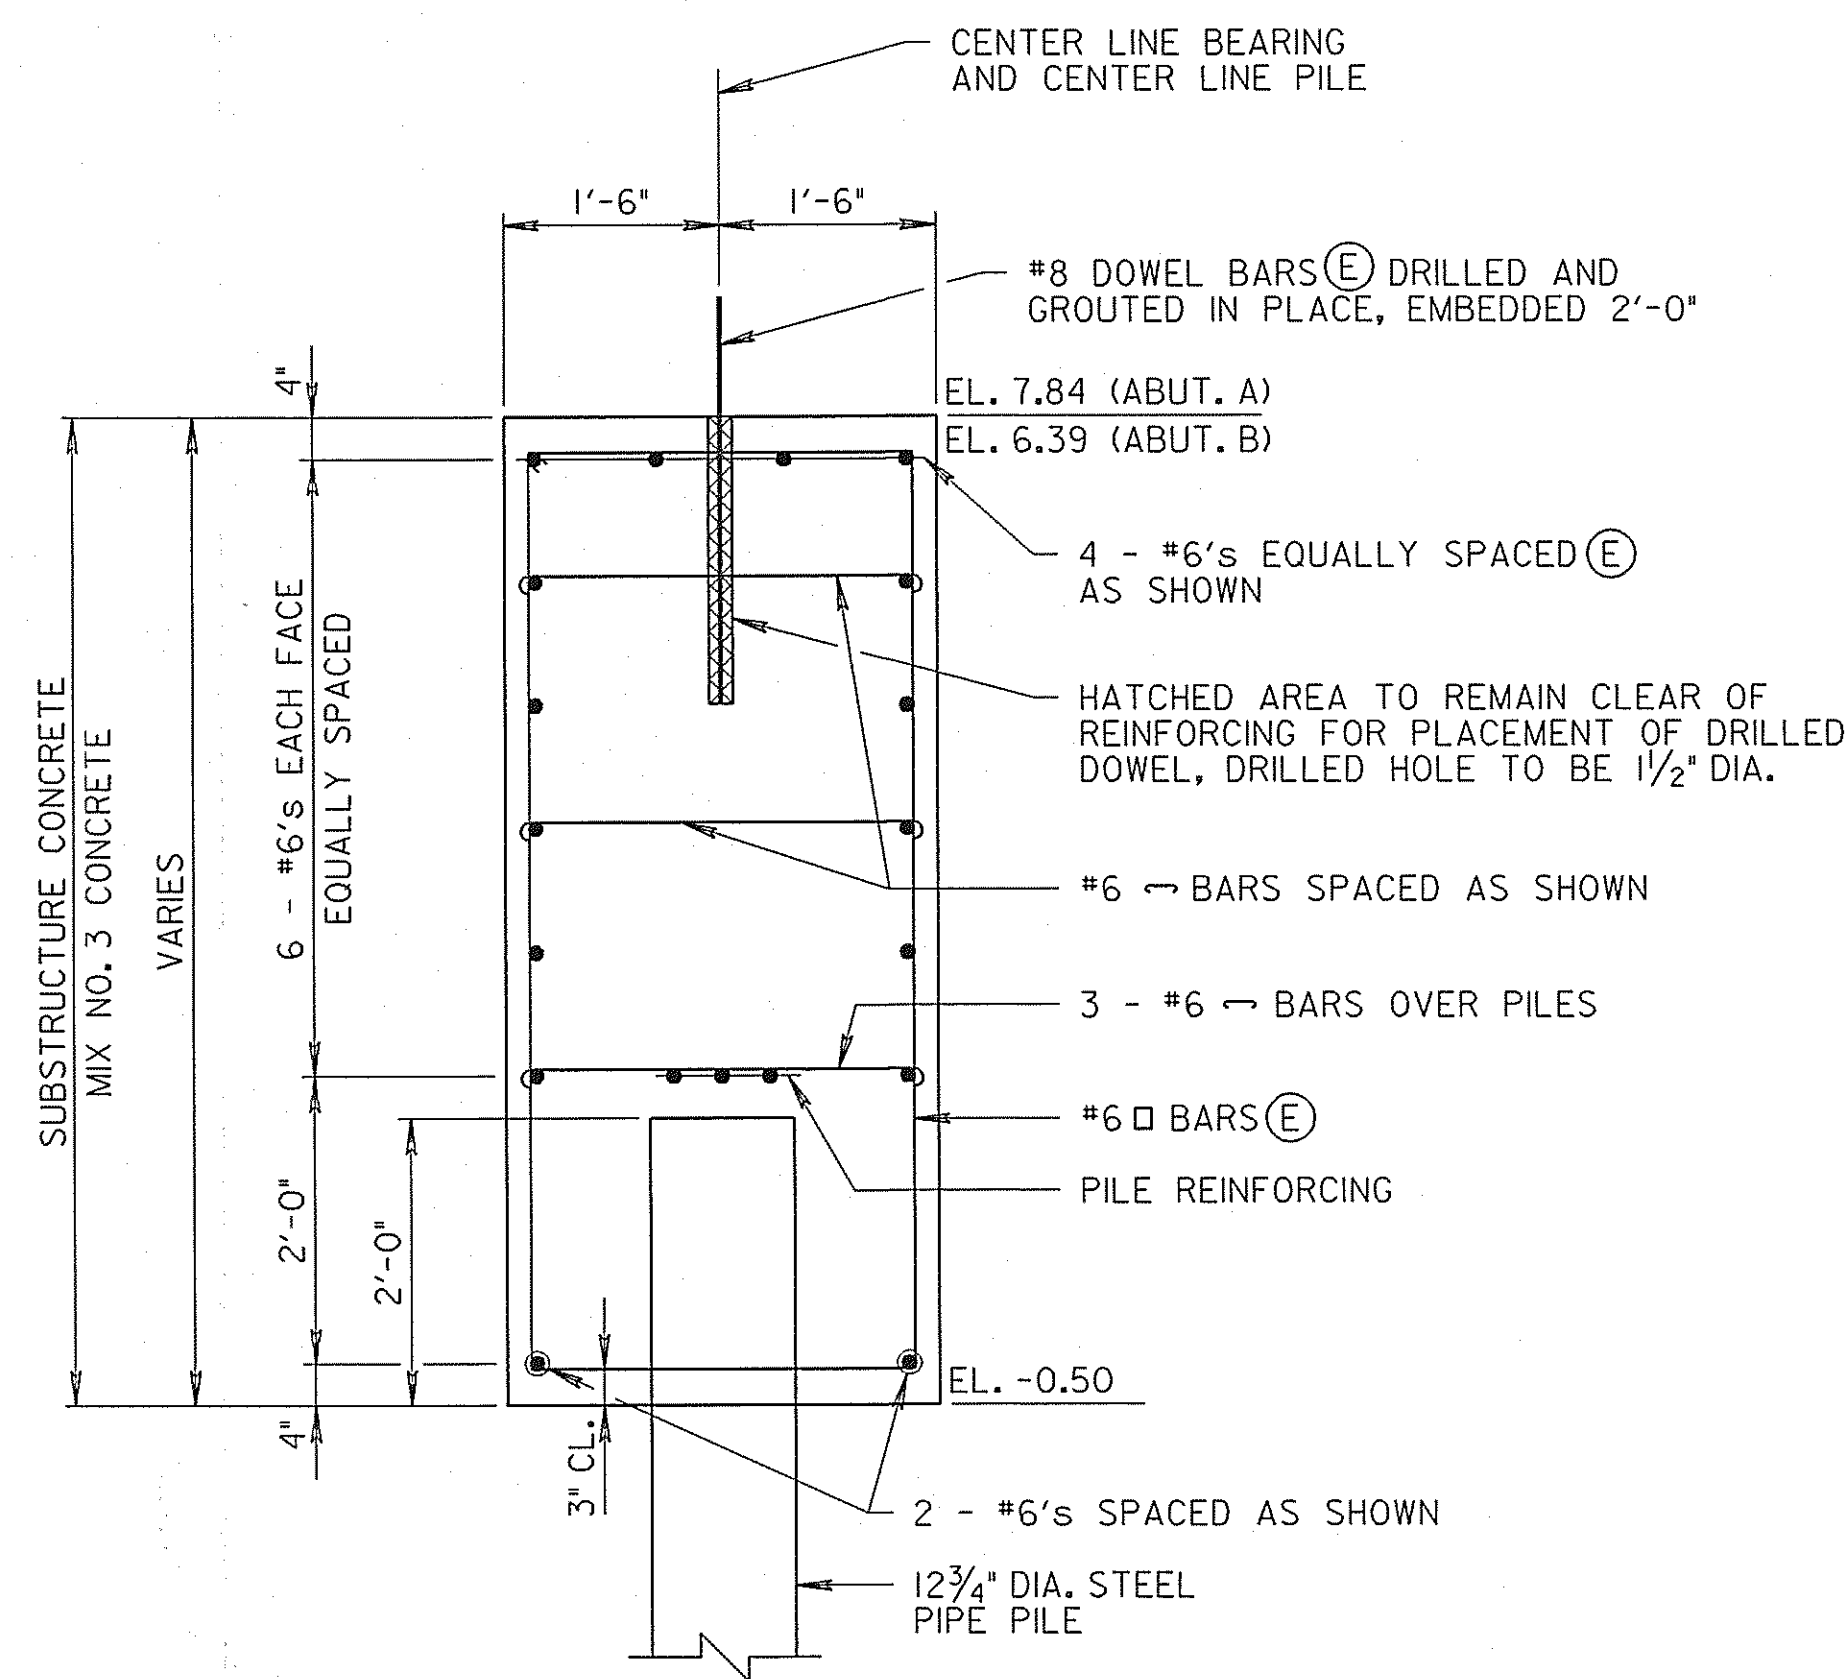 CENTER LINE BEARING
AND CENTER LINE PILE
1'-6"
1'-6"
#8 DOWEL BARS Ⓔ DRILLED AND
GROUTED IN PLACE, EMBEDDED 2'-0"
4"
EL. 7.84 (ABUT. A)
EL. 6.39 (ABUT. B)
4 - #6's EQUALLY SPACED Ⓔ
AS SHOWN
6 - #6's EACH FACE
EQUALLY SPACED
SUBSTRUCTURE CONCRETE
MIX NO. 3 CONCRETE
VARIES
HATCHED AREA TO REMAIN CLEAR OF
REINFORCING FOR PLACEMENT OF DRILLED
DOWEL, DRILLED HOLE TO BE 1½" DIA.
#6 BARS SPACED AS SHOWN
3 - #6 BARS OVER PILES
#6 BARS Ⓔ
PILE REINFORCING
2'-0"
2'-0"
EL. -0.50
4"
3" CL.
2 - #6's SPACED AS SHOWN
12¾" DIA. STEEL
PIPE PILE